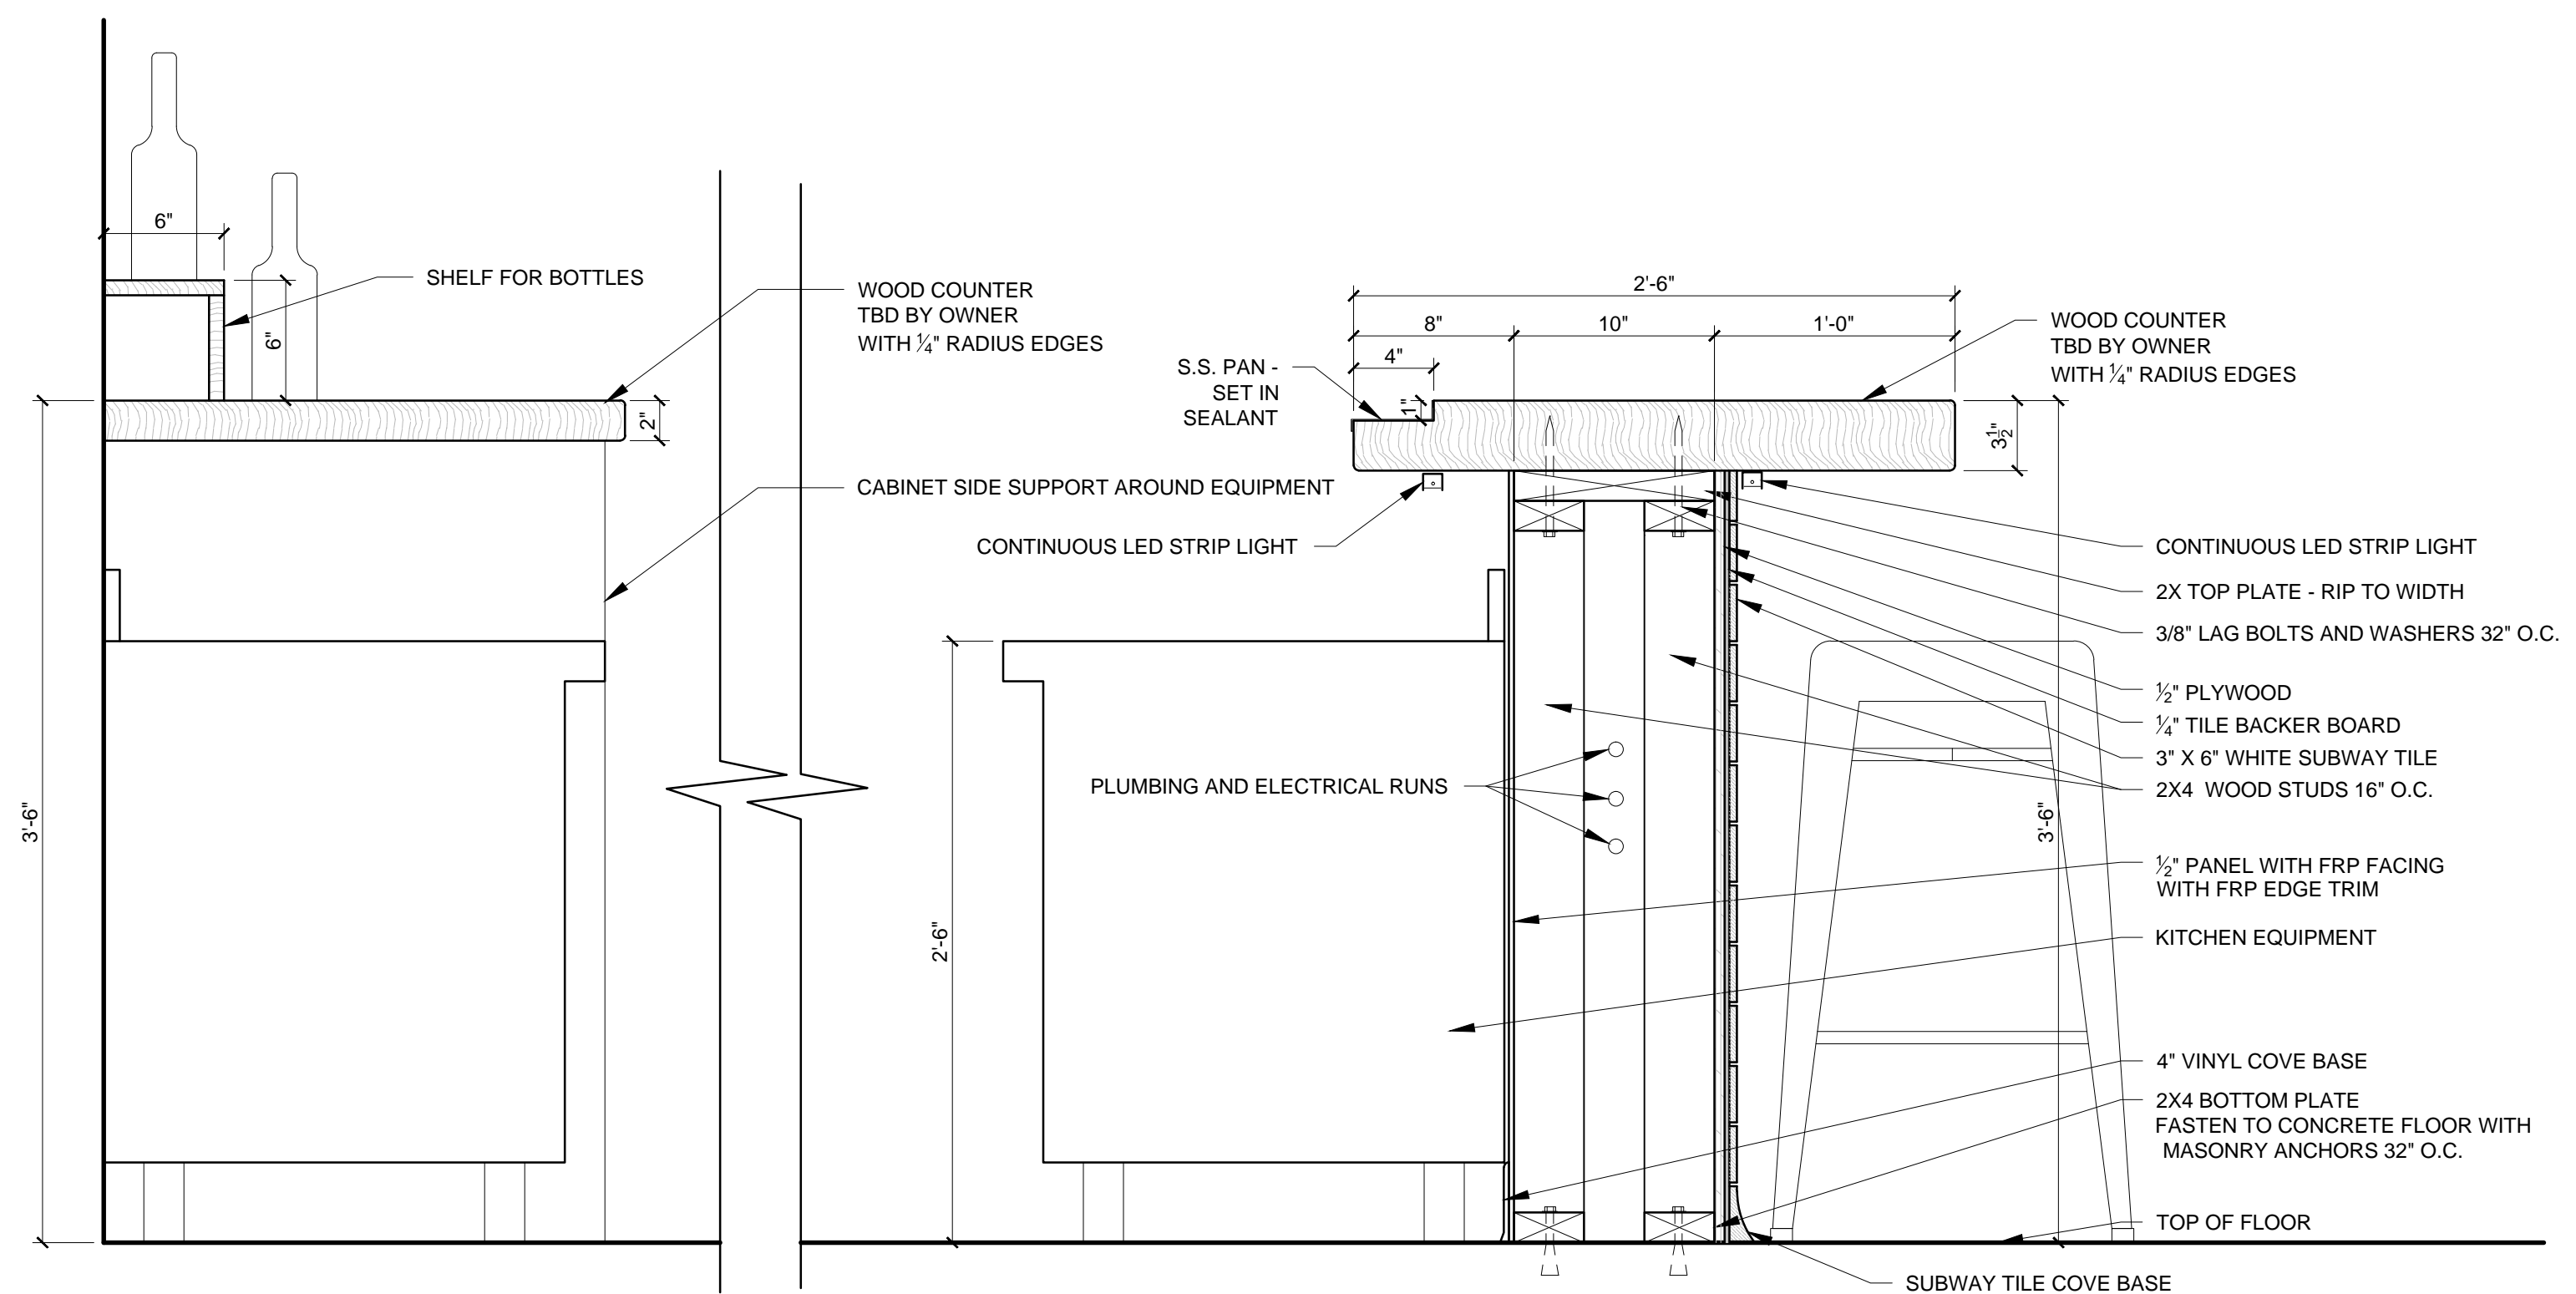 6"
SHELF FOR BOTTLES
6"
WOOD COUNTER
TBD BY OWNER
WITH ¼" RADIUS EDGES
2"
CABINET SIDE SUPPORT AROUND EQUIPMENT
3'-6"
2'-6"
8"
10"
1'-0"
4"
S.S. PAN -
SET IN
SEALANT
1"
WOOD COUNTER
TBD BY OWNER
WITH ¼" RADIUS EDGES
3½"
CONTINUOUS LED STRIP LIGHT
CONTINUOUS LED STRIP LIGHT
2X TOP PLATE - RIP TO WIDTH
3/8" LAG BOLTS AND WASHERS 32" O.C.
½" PLYWOOD
¼" TILE BACKER BOARD
3" X 6" WHITE SUBWAY TILE
2X4 WOOD STUDS 16" O.C.
PLUMBING AND ELECTRICAL RUNS
3'-6"
½" PANEL WITH FRP FACING
WITH FRP EDGE TRIM
2'-6"
KITCHEN EQUIPMENT
4" VINYL COVE BASE
2X4 BOTTOM PLATE
FASTEN TO CONCRETE FLOOR WITH
MASONRY ANCHORS 32" O.C.
TOP OF FLOOR
SUBWAY TILE COVE BASE